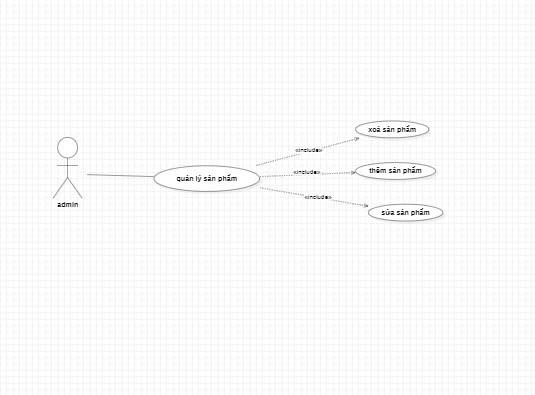 xoá sản phẩm
«include»
thêm sản phẩm
«include»
quản lý sản phẩm
«include»
admin
sửa sản phẩm